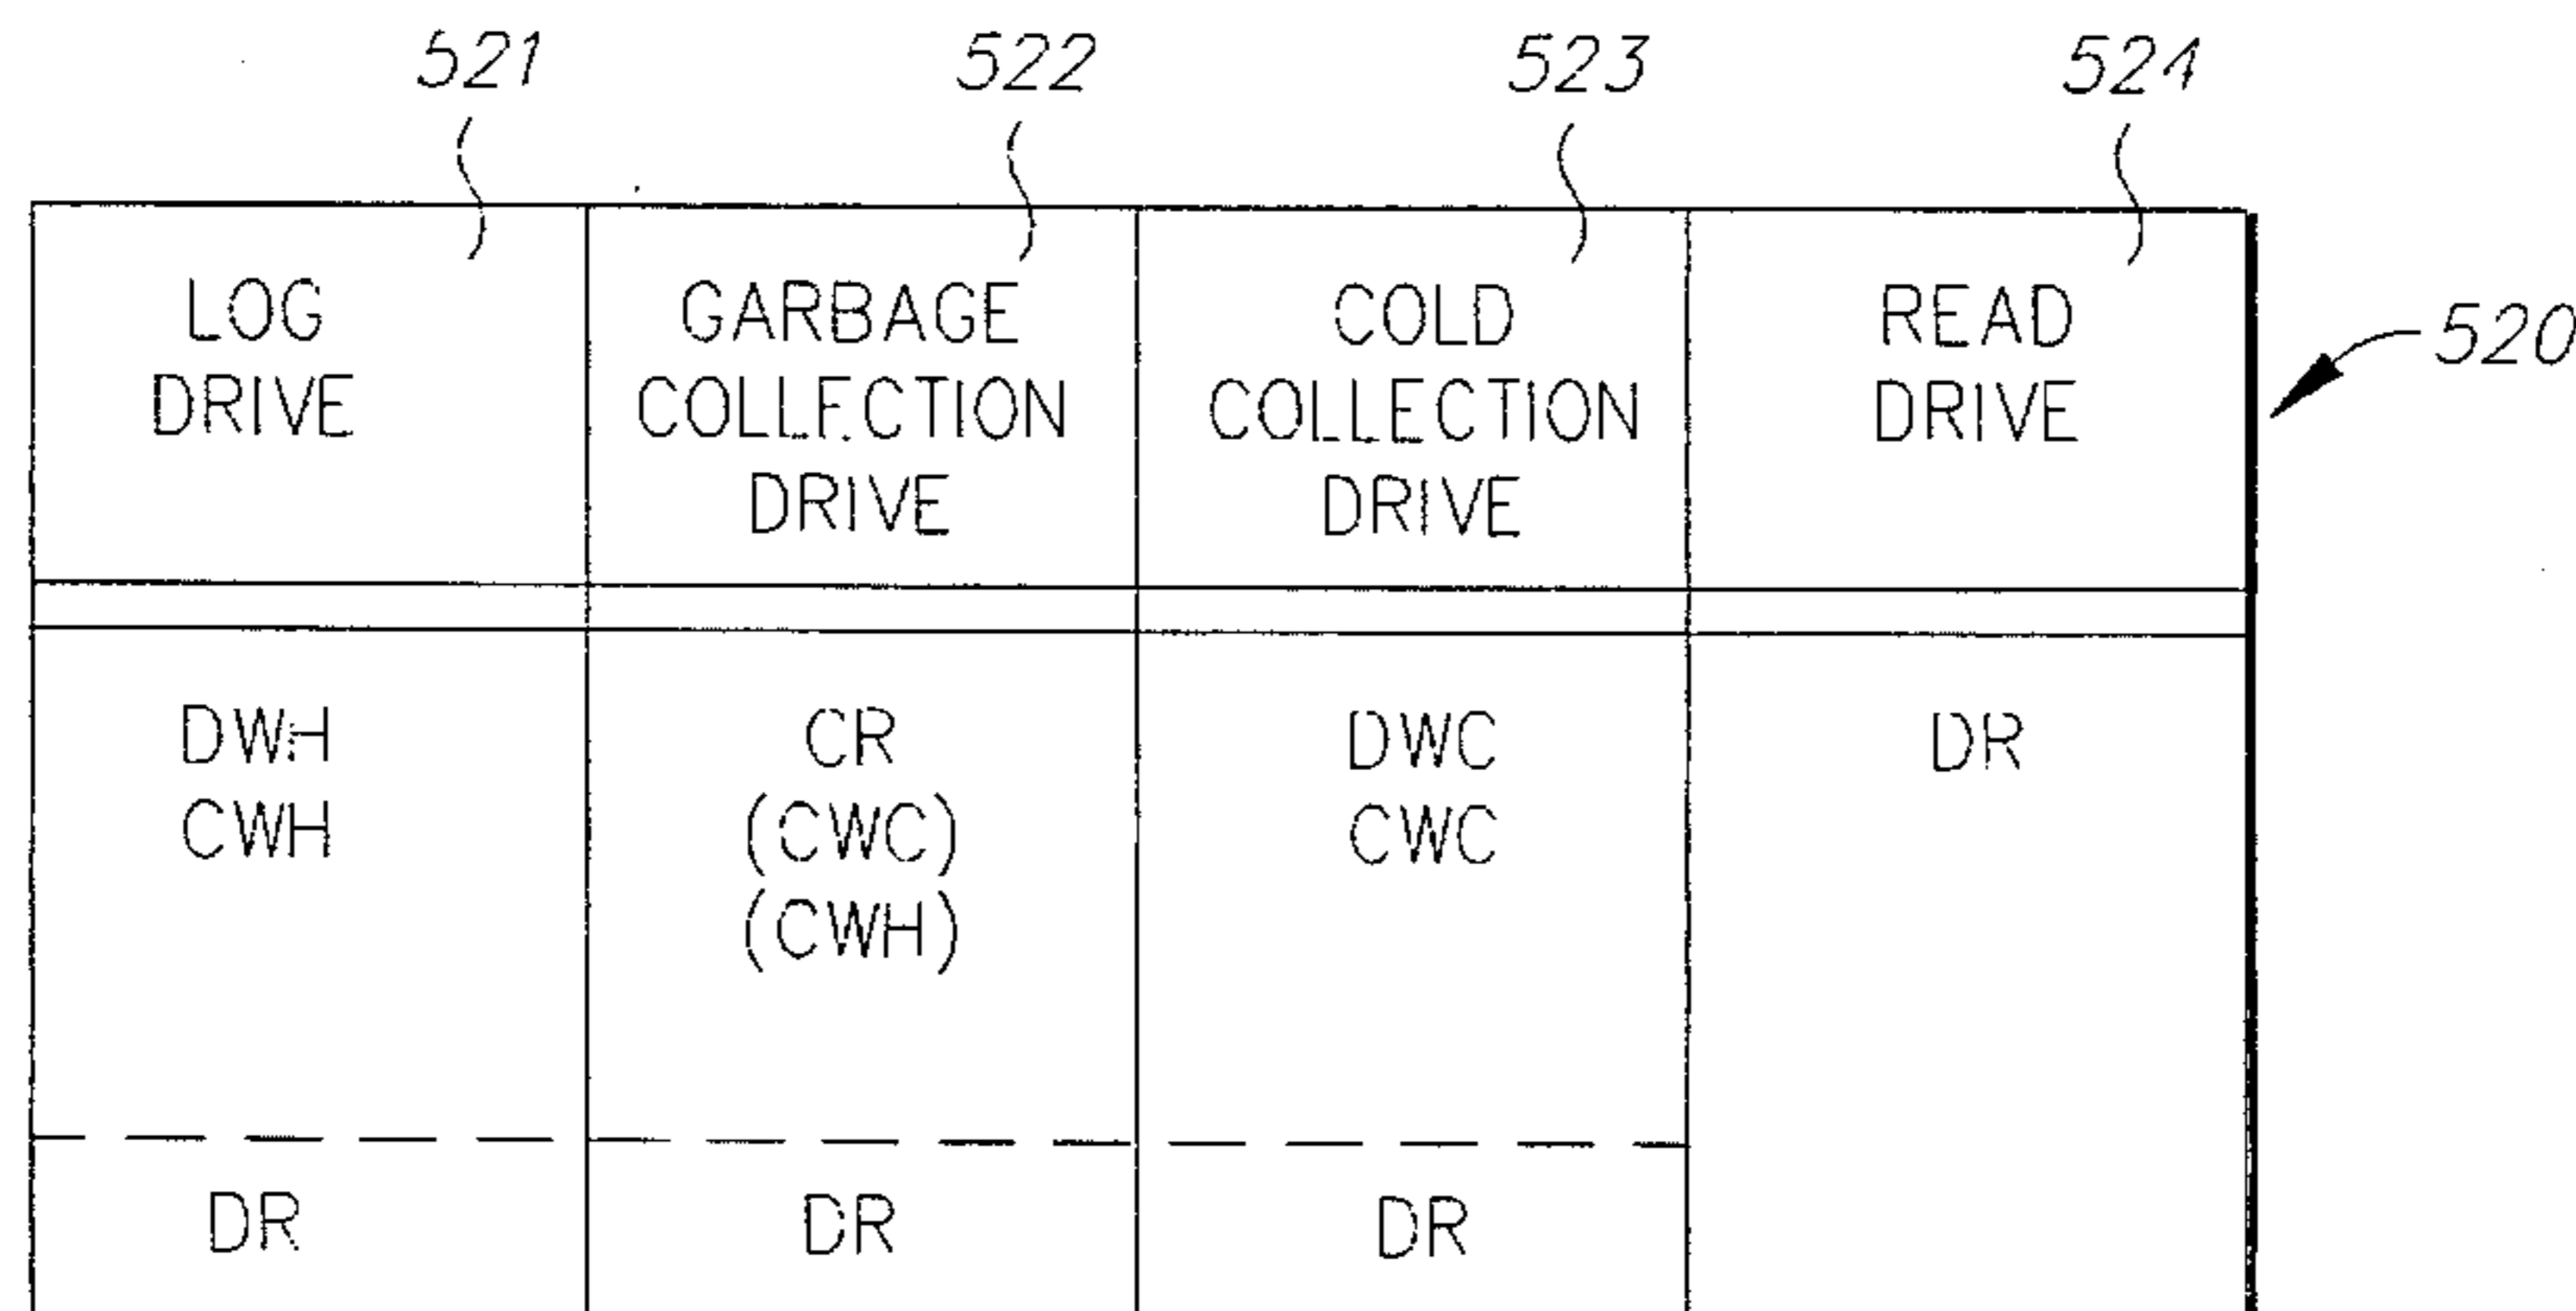 521 522 523 524
LOG DRIVE
GARBAGE COLLECTION DRIVE
COLD COLLECTION DRIVE
READ DRIVE
520
DWH
CWH
CR
(CWC)
(CWH)
DWC
CWC
DR
DR DR DR